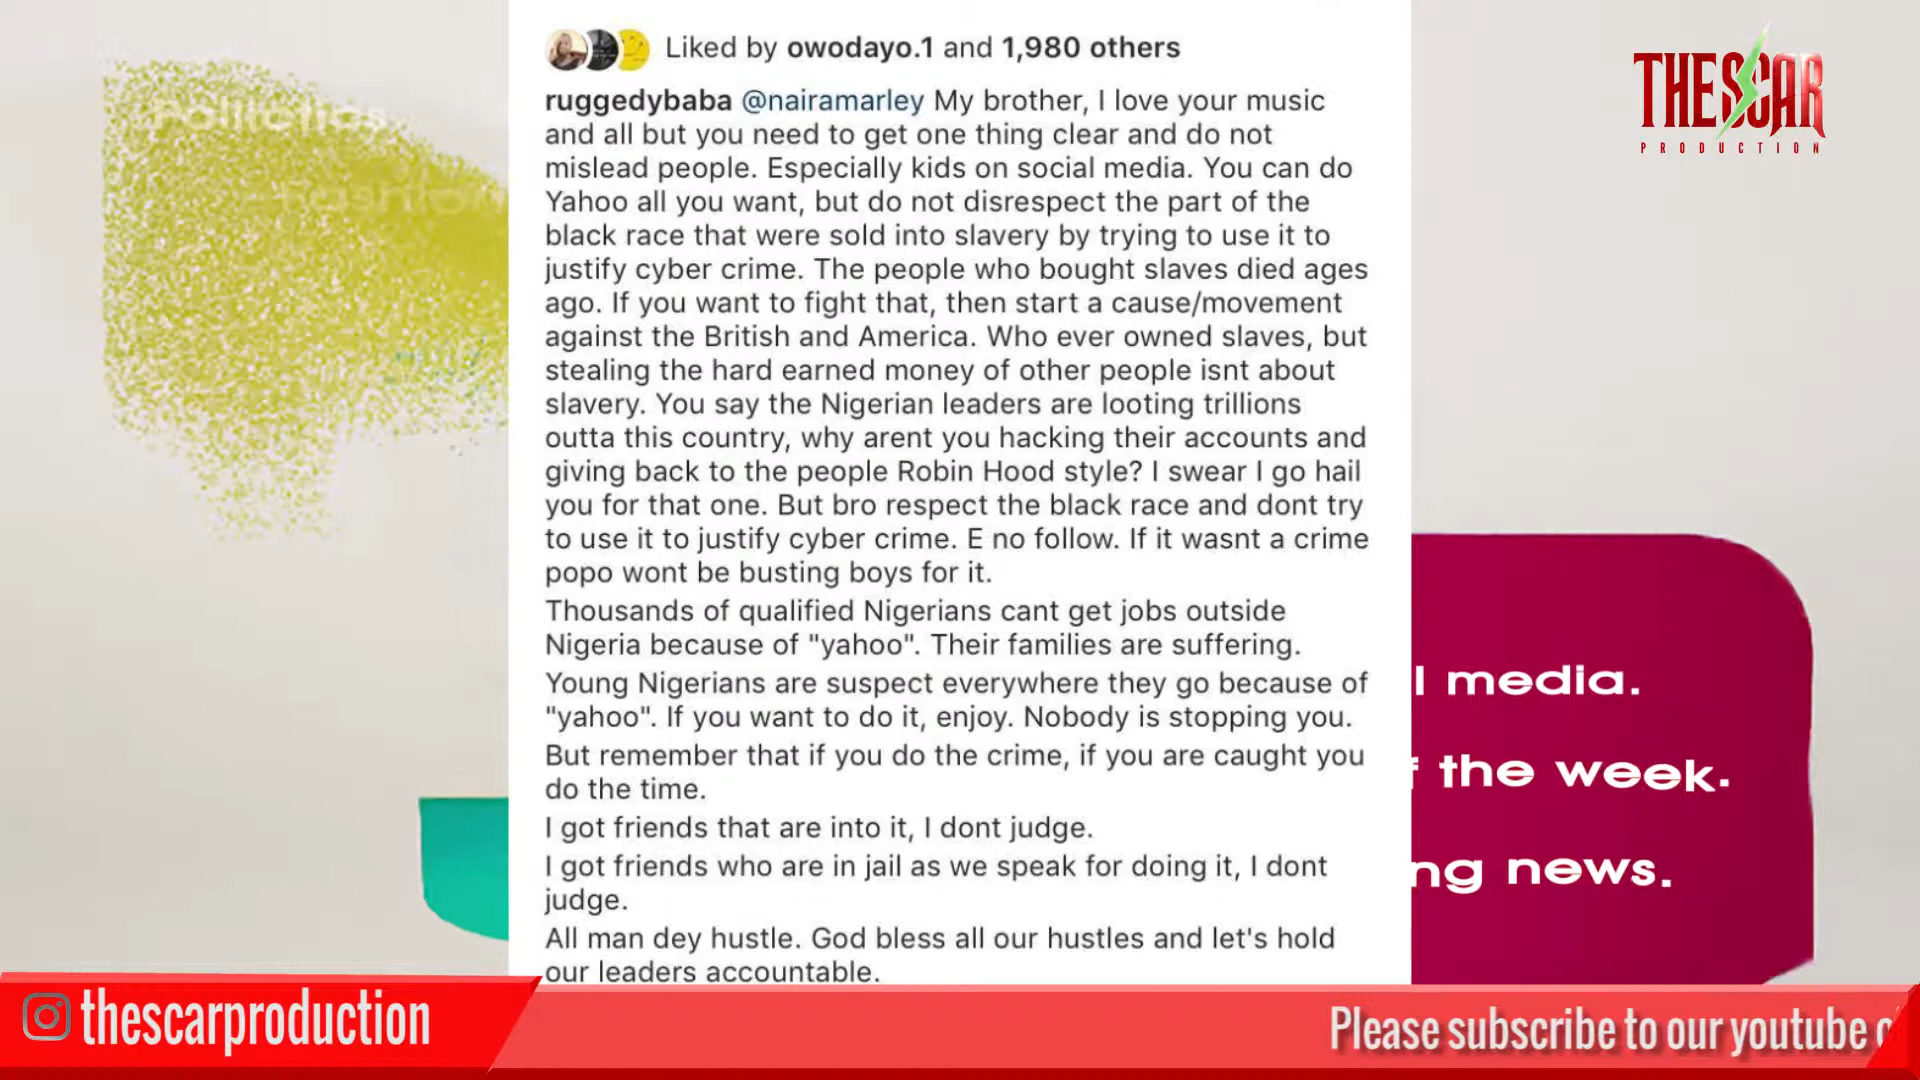 Liked by owodayo.1 and 1,980 others
ruggedybaba @nairamarley My brother, I love your music
and all but you need to get one thing clear and do not
mislead people. Especially kids on social media. You can do
Yahoo all you want, but do not disrespect the part of the
black race that were sold into slavery by trying to use it to
justify cyber crime. The people who bought slaves died ages
ago. If you want to fight that, then start a cause/movement
against the British and America. Who ever owned slaves, but
stealing the hard earned money of other people isnt about
slavery. You say the Nigerian leaders are looting trillions
outta this country, why arent you hacking their accounts and
giving back to the people Robin Hood style? I swear I go hail
you for that one. But bro respect the black race and dont try
to use it to justify cyber crime. E no follow. If it wasnt a crime
popo wont be busting boys for it.
Thousands of qualified Nigerians cant get jobs outside
Nigeria because of "yahoo". Their families are suffering.
Young Nigerians are suspect everywhere they go because of
"yahoo". If you want to do it, enjoy. Nobody is stopping you.
But remember that if you do the crime, if you are caught you
do the time.
I got friends that are into it, I dont judge.
I got friends who are in jail as we speak for doing it, I dont
judge.
All man dey hustle. God bless all our hustles and let's hold
our leaders accountable.
THESCAR
PRODUCTION
l media.
the week.
ng news.
thescarproduction
Please subscribe to our youtube